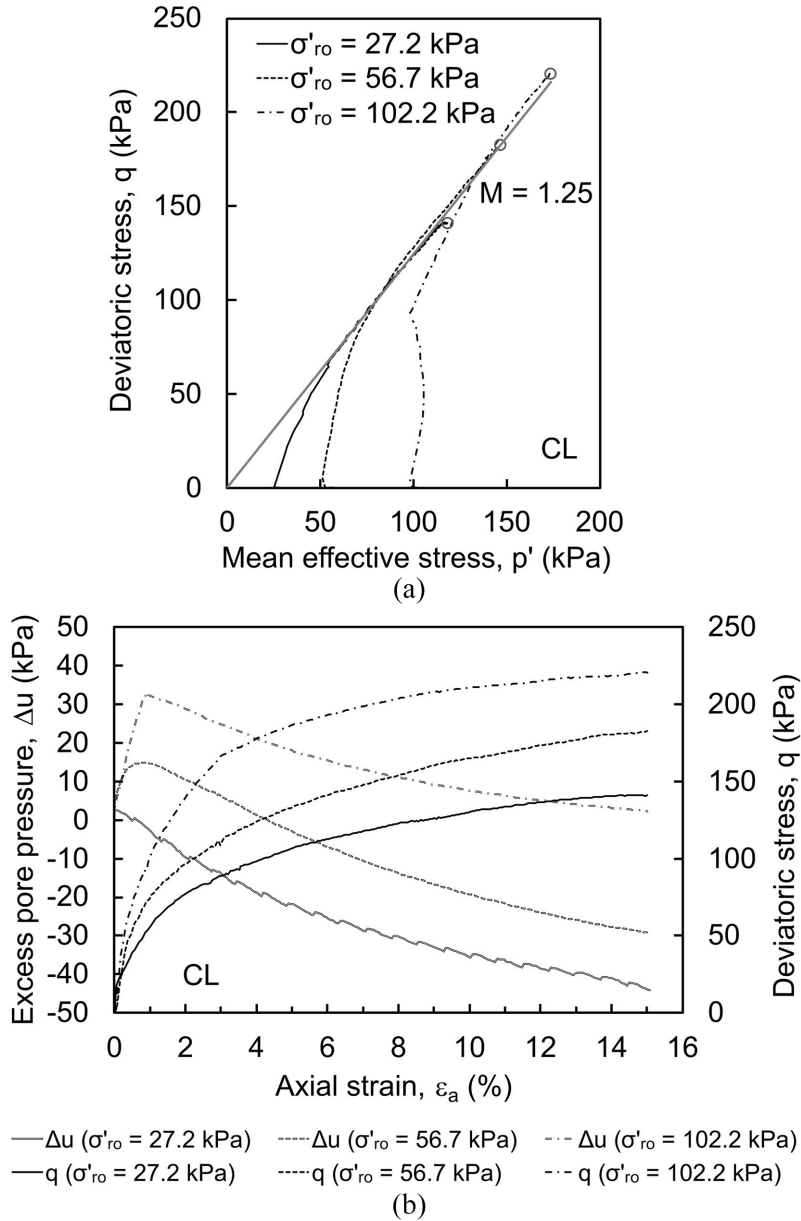 250
200
150
100
50
0
Deviatoric stress, q (kPa)
σ'ro = 27.2 kPa
σ'ro = 56.7 kPa
σ'ro = 102.2 kPa
M = 1.25
CL
0 50 100 150 200
Mean effective stress, p' (kPa)
(a)
50
40
30
20
10
0
-10
-20
-30
-40
-50
Excess pore pressure, Δu (kPa)
250
200
150
100
50
0
Deviatoric stress, q (kPa)
CL
0 2 4 6 8 10 12 14 16
Axial strain, εa (%)
Δu (σ'ro = 27.2 kPa) Δu (σ'ro = 56.7 kPa) Δu (σ'ro = 102.2 kPa)
q (σ'ro = 27.2 kPa) q (σ'ro = 56.7 kPa) q (σ'ro = 102.2 kPa)
(b)